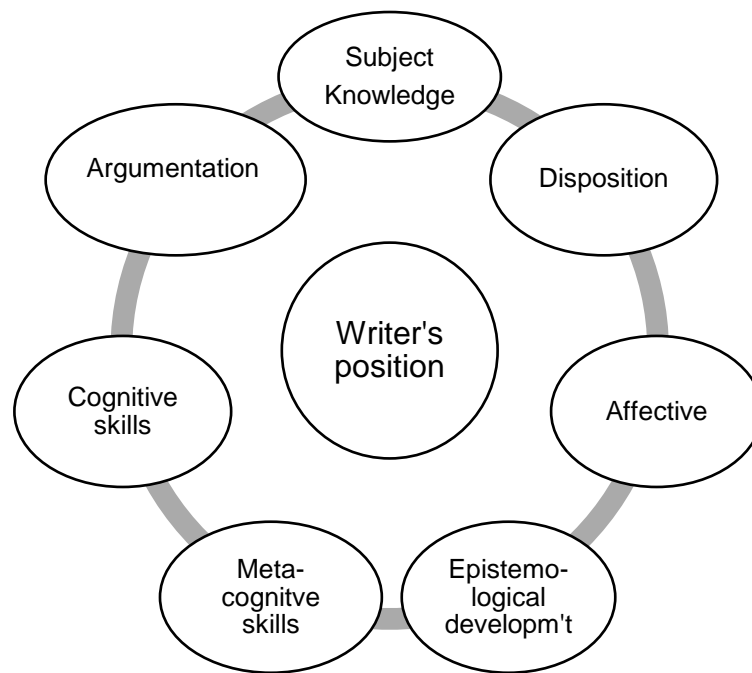 Subject
Knowledge
Disposition
Affective
Epistemo-
logical
developm't
Meta-
cognitve
skills
Cognitive
skills
Argumentation
Writer's
position